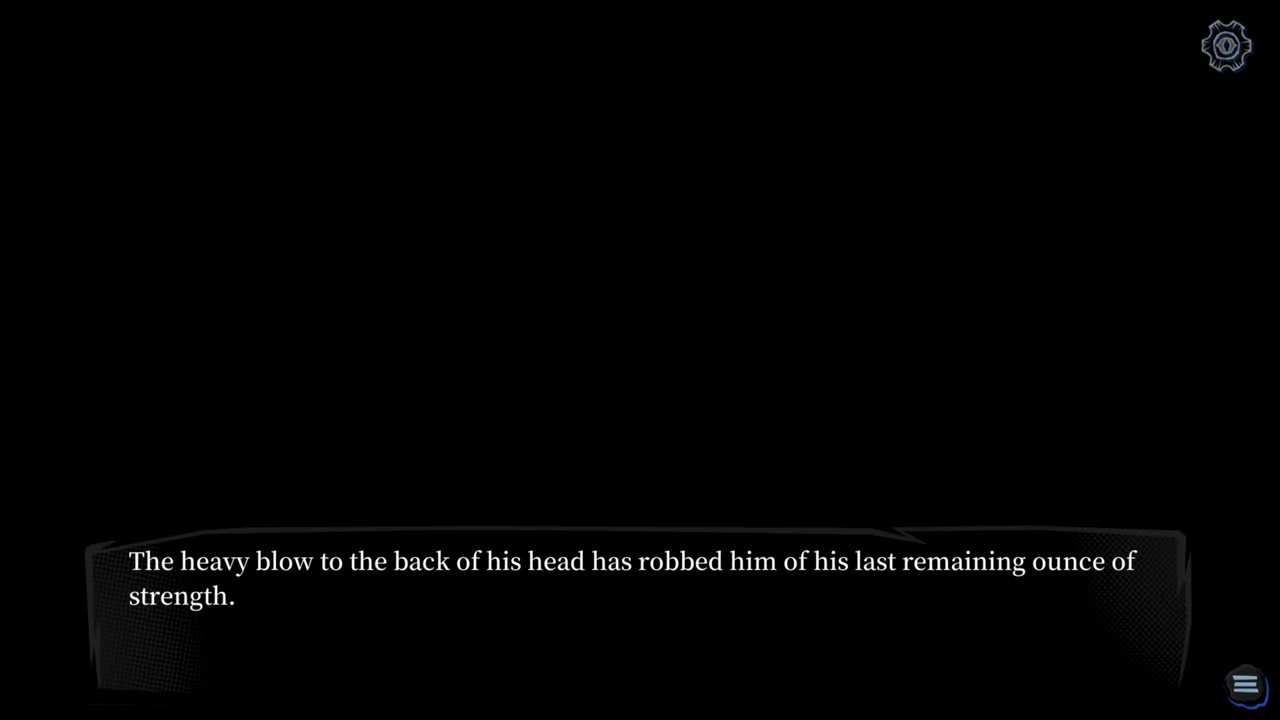 The heavy blow to the back of his head has robbed him of his last remaining ounce of
strength.